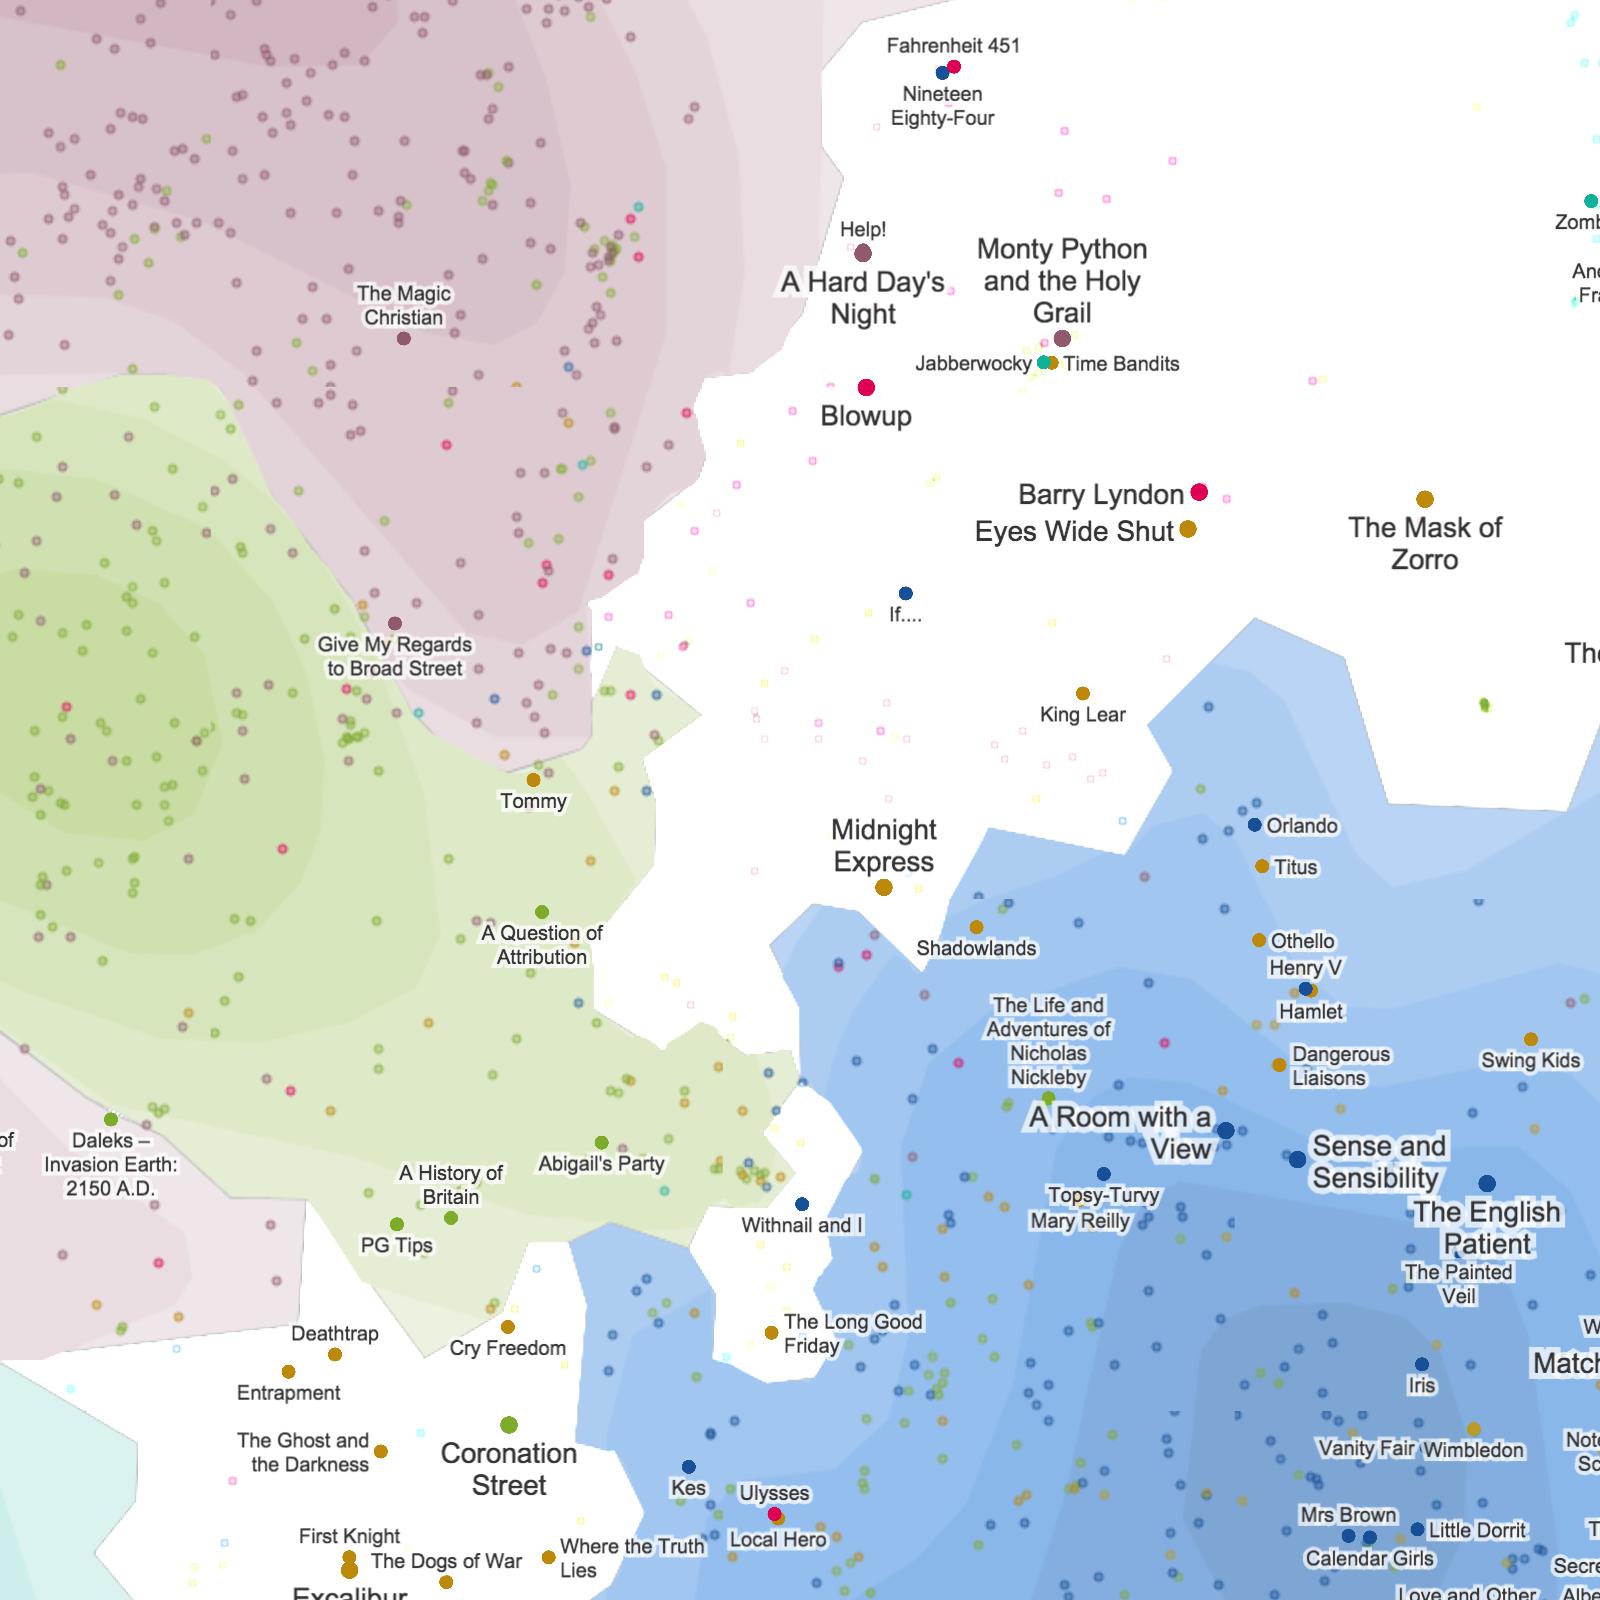 Fahrenheit 451
Nineteen
Eighty-Four
Zomb
Help!
A Hard Day's
Night
Monty Python
and the Holy
Grail
The Magic
Christian
Jabberwocky
Time Bandits
Blowup
Barry Lyndon
Eyes Wide Shut
The Mask of
Zorro
If....
Give My Regards
to Broad Street
King Lear
Tommy
Midnight
Express
Orlando
Titus
A Question of
Attribution
Shadowlands
Othello
Henry V
Hamlet
The Life and
Adventures of
Nicholas
Nickleby
Dangerous
Liaisons
Swing Kids
A Room with a
View
Sense and
Sensibility
of
Daleks –
Invasion Earth:
2150 A.D.
A History of
Britain
PG Tips
Abigail's Party
Withnail and I
Topsy-Turvy
Mary Reilly
The English
Patient
The Painted
Veil
The Long Good
Friday
Deathtrap
Cry Freedom
Entrapment
Iris
Match
The Ghost and
the Darkness
Coronation
Street
Vanity Fair
Wimbledon
Kes
Ulysses
Local Hero
First Knight
The Dogs of War
Excalibur
Where the Truth
Lies
Mrs Brown
Little Dorrit
Calendar Girls
Secre
Love and Other
Albe